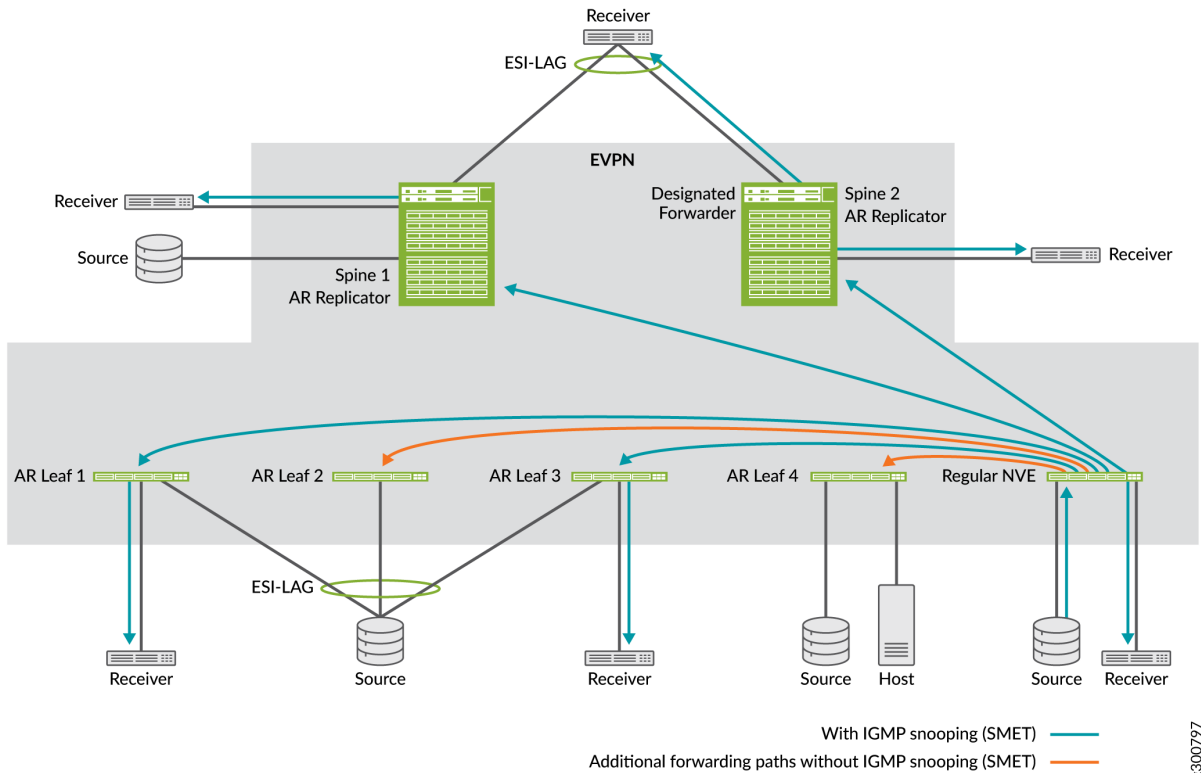 Receiver
ESI-LAG
EVPN
Receiver
Designated
Forwarder
Spine 2
AR Replicator
Source
Receiver
Spine 1
AR Replicator
AR Leaf 1
AR Leaf 2
AR Leaf 3
AR Leaf 4
Regular NVE
ESI-LAG
Receiver
Source
Receiver
Source
Host
Source
Receiver
With IGMP snooping (SMET)
Additional forwarding paths without IGMP snooping (SMET)